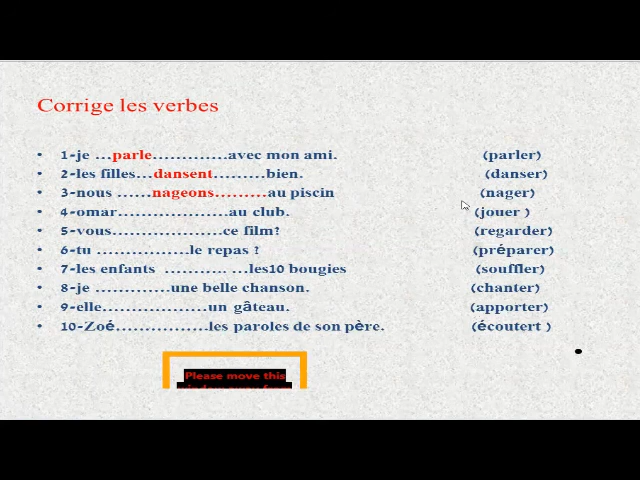 Corrige les verbes
• 1-je …parle………….avec mon ami. (parler)
• 2-les filles…dansent………bien. (danser)
• 3-nous ……nageons………au piscin (nager)
• 4-omar………………..au club. (jouer )
• 5-vous………………..ce film? (regarder)
• 6-tu …………….le repas ? (préparer)
• 7-les enfants ……….. …les10 bougies (souffler)
• 8-je ………….une belle chanson. (chanter)
• 9-elle………………un gâteau. (apporter)
• 10-Zoé…………….les paroles de son père. (écoutert )
Please move this
window away from